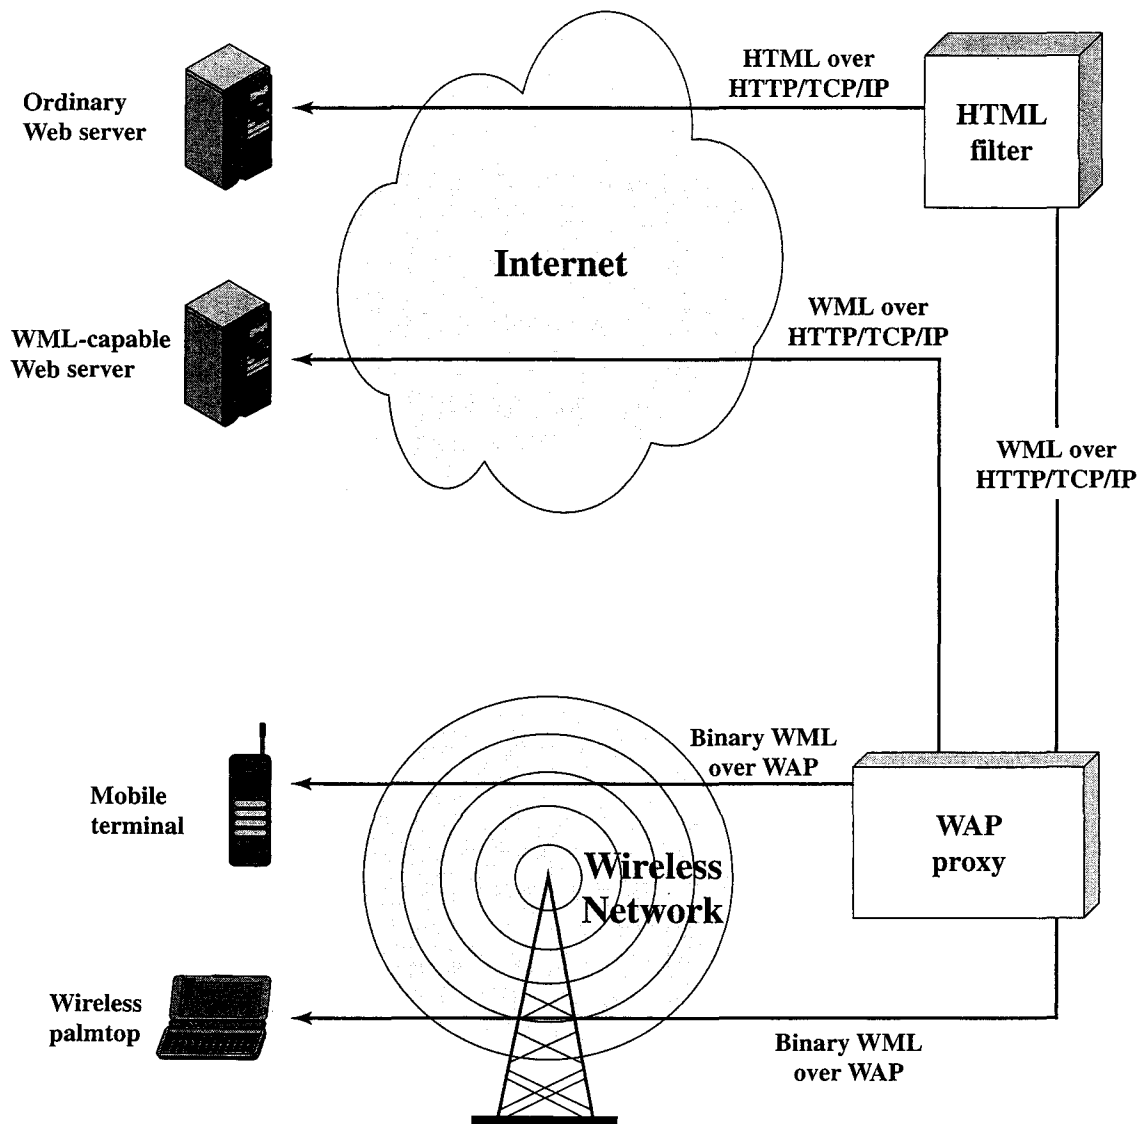 HTML over
HTTP/TCP/IP
Ordinary
Web server
HTML
filter
Internet
WML-capable
Web server
WML over
HTTP/TCP/IP
WML over
HTTP/TCP/IP
Mobile
terminal
Binary WML
over WAP
WAP
proxy
Wireless
Network
Wireless
palmtop
Binary WML
over WAP